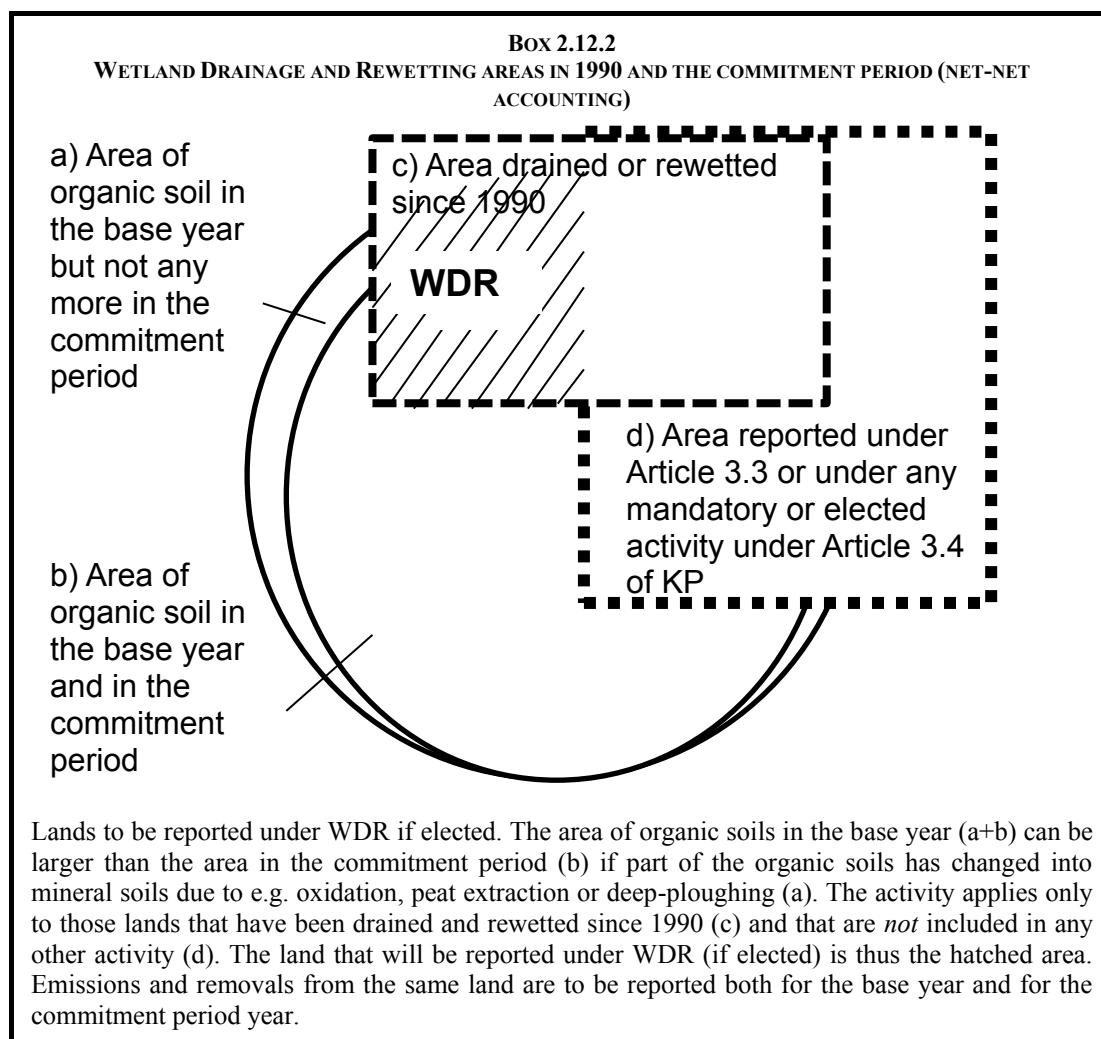 BOX 2.12.2
WETLAND DRAINAGE AND REWETTING AREAS IN 1990 AND THE COMMITMENT PERIOD (NET-NET
ACCOUNTING)
a) Area of
organic soil in
the base year
but not any
more in the
commitment
period
c) Area drained or rewetted
since 1990
WDR
d) Area reported under
Article 3.3 or under any
mandatory or elected
activity under Article 3.4
of KP
b) Area of
organic soil in
the base year
and in the
commitment
period
Lands to be reported under WDR if elected. The area of organic soils in the base year (a+b) can be
larger than the area in the commitment period (b) if part of the organic soils has changed into
mineral soils due to e.g. oxidation, peat extraction or deep-ploughing (a). The activity applies only
to those lands that have been drained and rewetted since 1990 (c) and that are not included in any
other activity (d). The land that will be reported under WDR (if elected) is thus the hatched area.
Emissions and removals from the same land are to be reported both for the base year and for the
commitment period year.